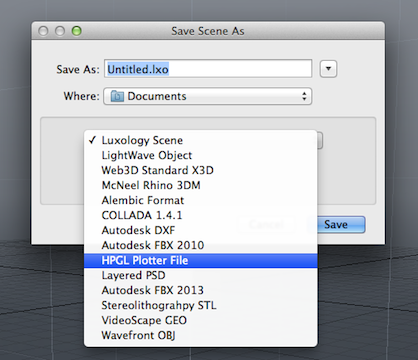 Save Scene As
Save As: Untitled.lxo
Where: Documents
✓ Luxology Scene
LightWave Object
Web3D Standard X3D
McNeel Rhino 3DM
Alembic Format
COLLADA 1.4.1
Autodesk DXF
Autodesk FBX 2010
Cancel Save
HPGL Plotter File
Layered PSD
Autodesk FBX 2013
Stereolithograhpy STL
VideoScape GEO
Wavefront OBJ